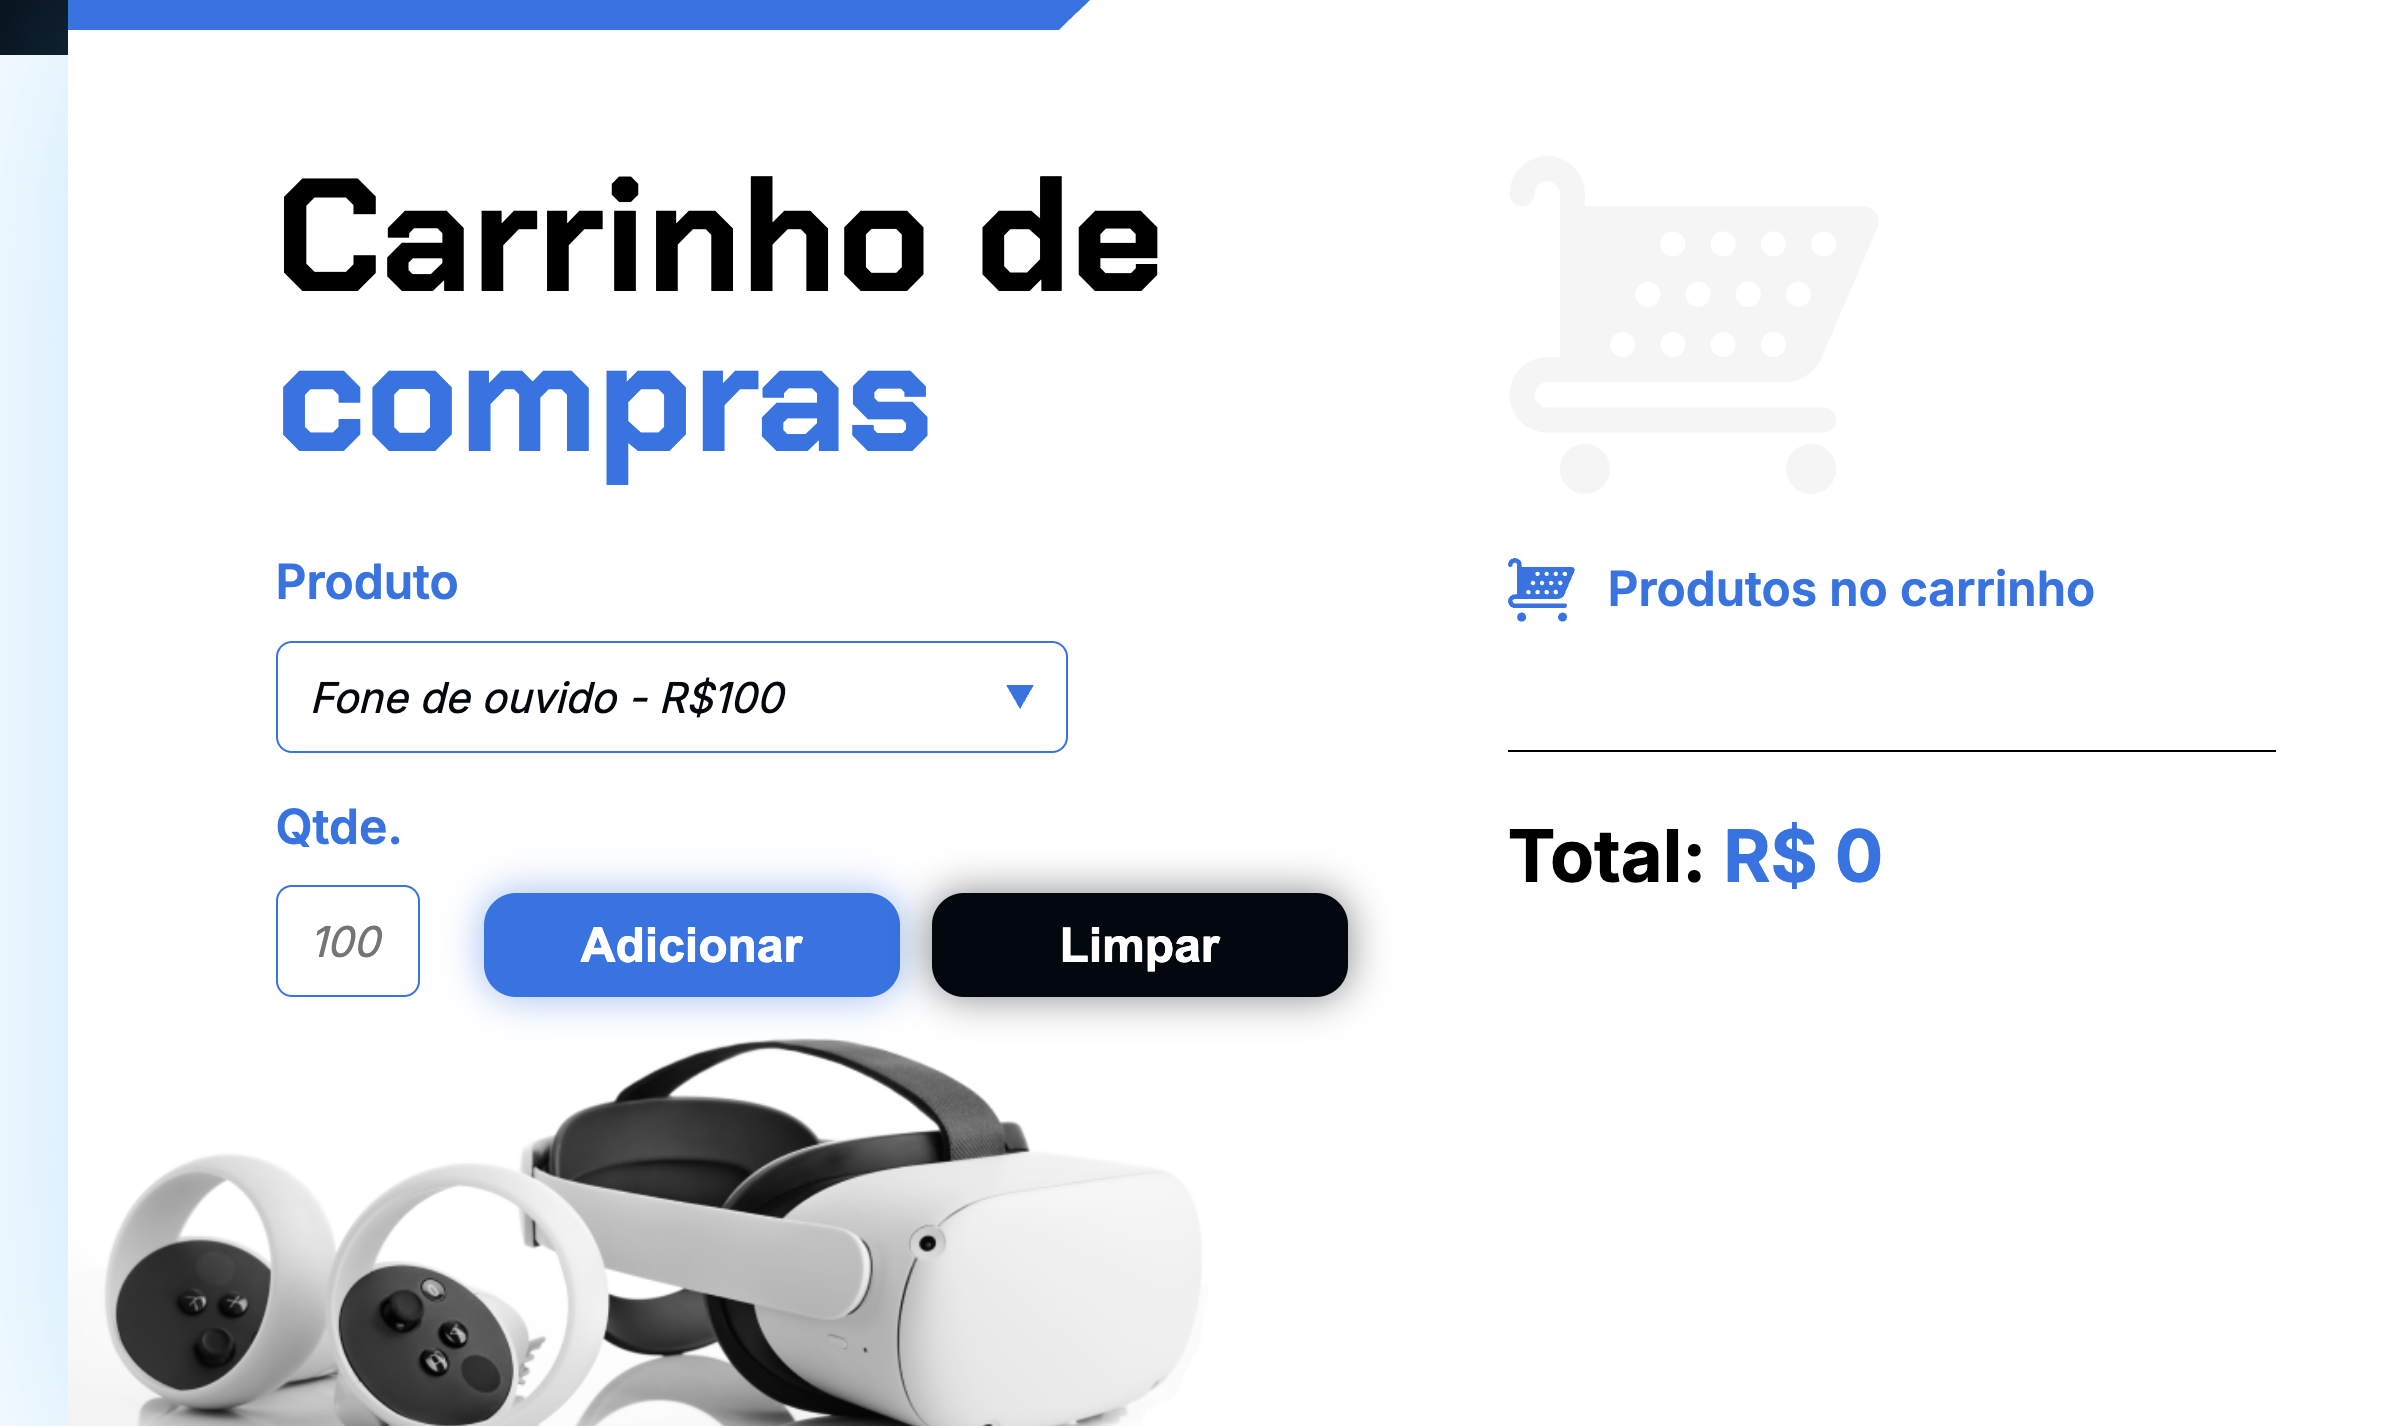 Carrinho de
compras
Produto
Fone de ouvido - R$100
Qtde.
100
Adicionar
Limpar
Produtos no carrinho
Total: R$ 0